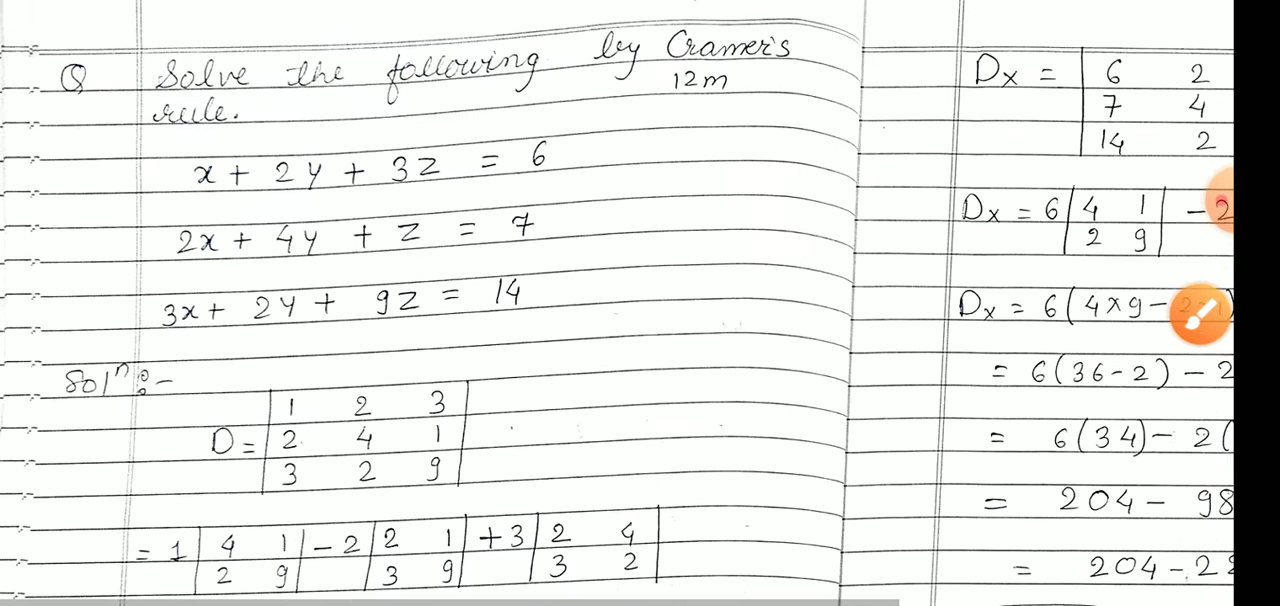 Q Solve the following by Cramer's
12m
rule.
x + 2y + 3z = 6
2x + 4y + z = 7
3x + 2y + 9z = 14
Solⁿ:-
1 2 3
D = 2 4 1
3 2 9
= 1 |4 1| - 2 |2 1| + 3 |2 4|
2 9 3 9 3 2
Dx = 6 2
7 4
14 2
Dx = 6 |4 1| - 2
2 9
Dx = 6(4×9-
= 6(36-2) - 2
= 6(34) - 2(
= 204 - 98
= 204 -